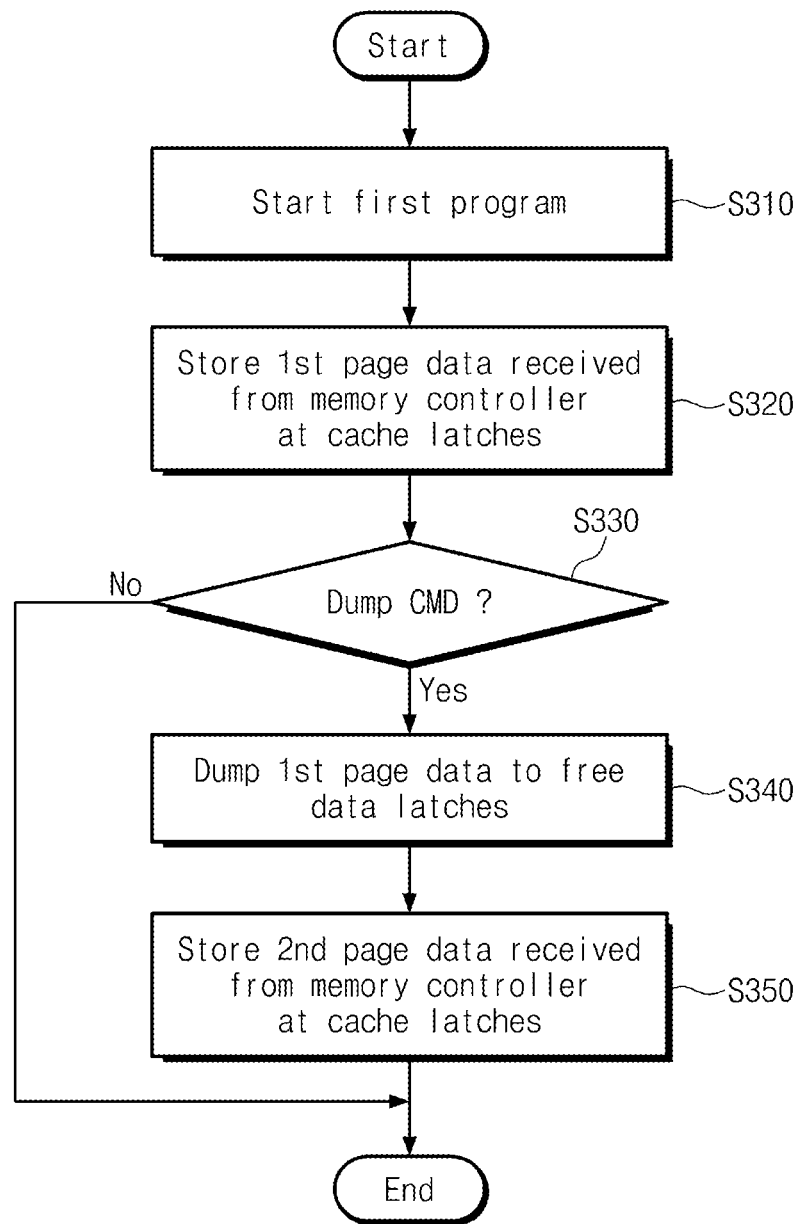 Start
Start first program
S310
Store 1st page data received
from memory controller
at cache latches
S320
S330
No
Dump CMD ?
Yes
Dump 1st page data to free
data latches
S340
Store 2nd page data received
from memory controller
at cache latches
S350
End